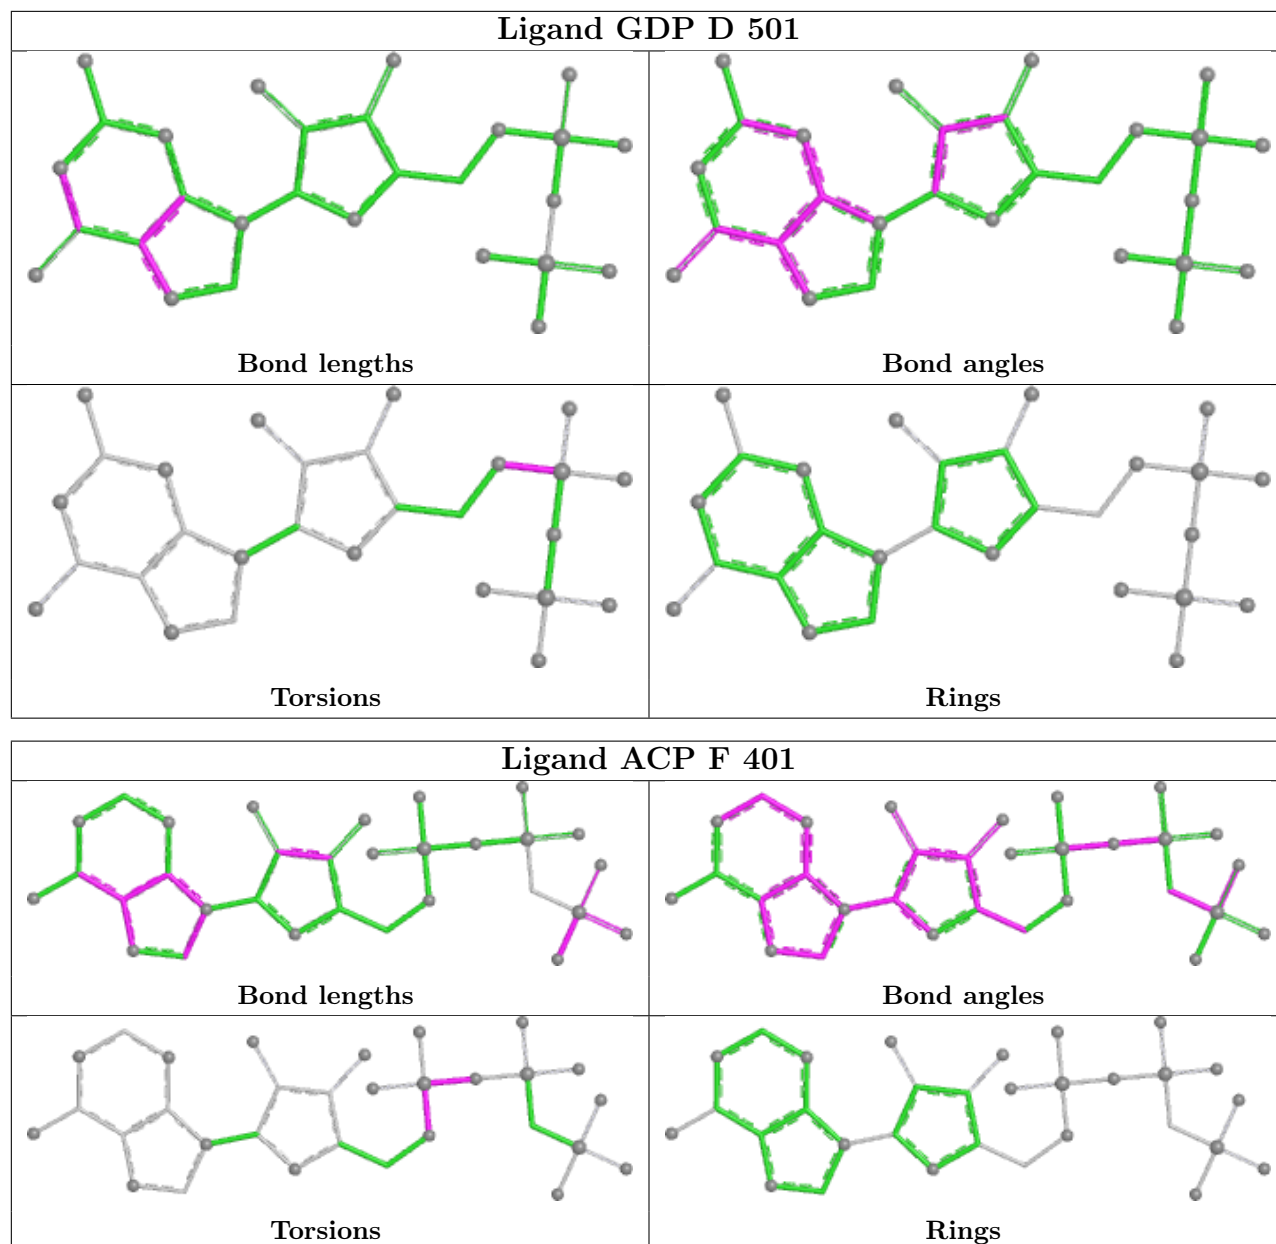 Ligand GDP D 501
Bond lengths
Bond angles
Torsions
Rings
Ligand ACP F 401
Bond lengths
Bond angles
Torsions
Rings